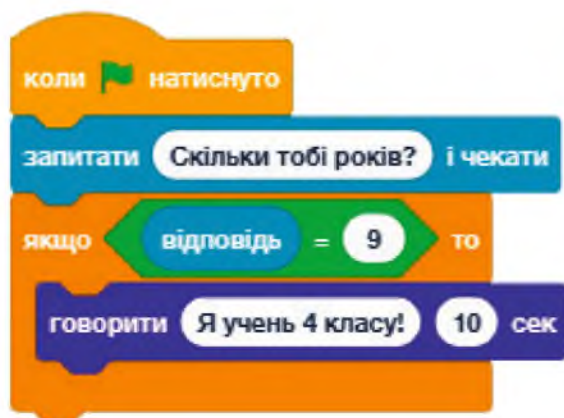 коли натиснуто
запитати Скільки тобі років? і чекати
якщо відповідь = 9 то
говорити Я учень 4 класу! 10 сек